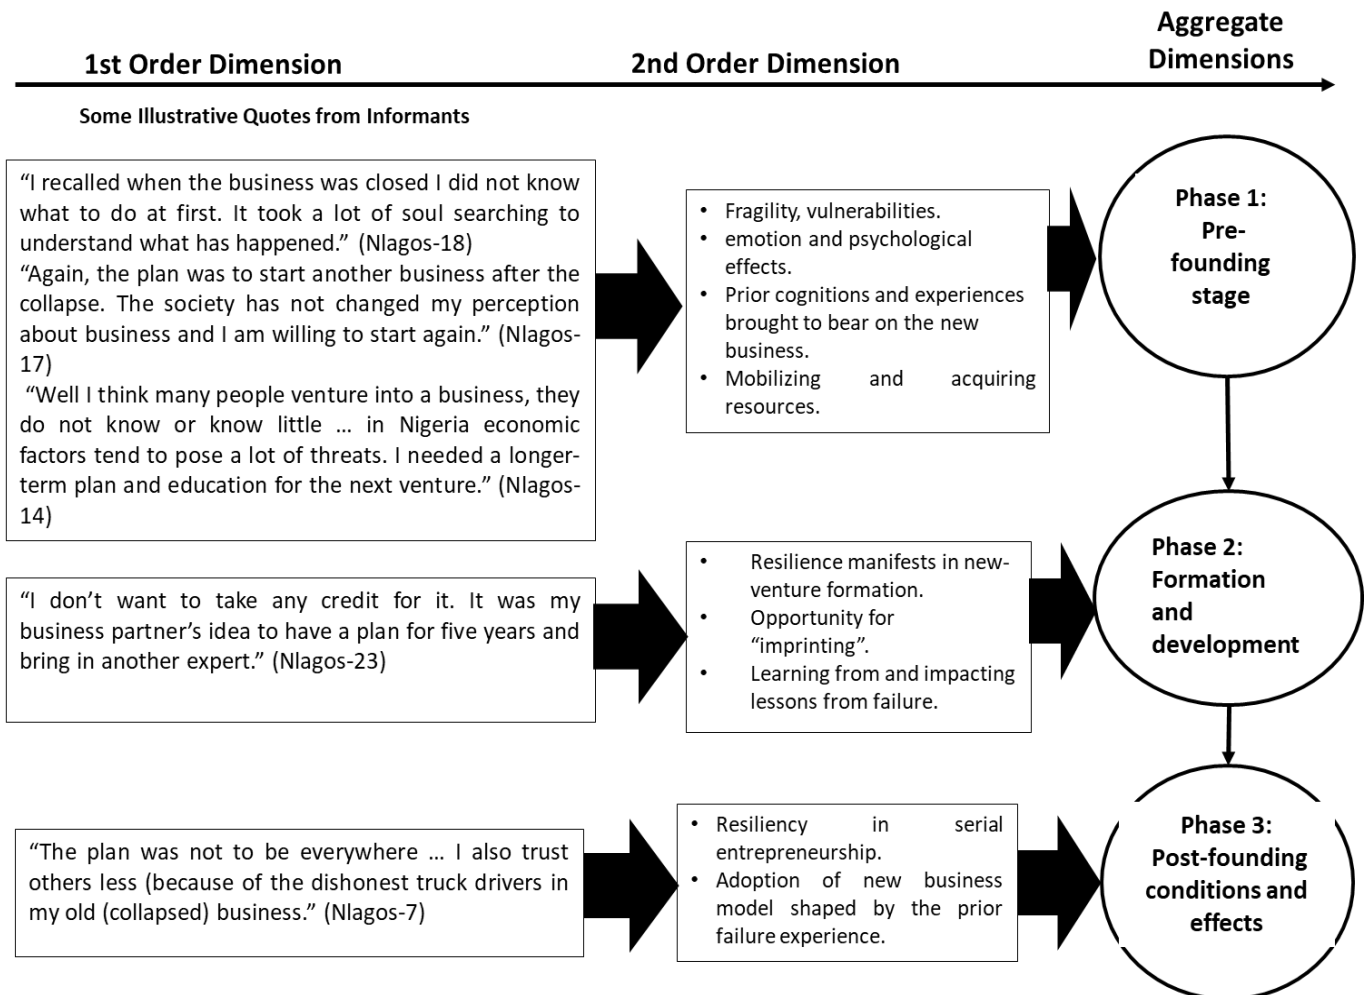 1st Order Dimension
2nd Order Dimension
Aggregate
Dimensions
Some Illustrative Quotes from Informants
“I recalled when the business was closed I did not know
what to do at first. It took a lot of soul searching to
understand what has happened.” (Nlagos-18)
“Again, the plan was to start another business after the
collapse. The society has not changed my perception
about business and I am willing to start again.” (Nlagos-
17)
“Well I think many people venture into a business, they
do not know or know little … in Nigeria economic
factors tend to pose a lot of threats. I needed a longer-
term plan and education for the next venture.” (Nlagos-
14)
• Fragility, vulnerabilities.
• emotion and psychological
effects.
• Prior cognitions and experiences
brought to bear on the new
business.
• Mobilizing and acquiring
resources.
Phase 1:
Pre-
founding
stage
“I don’t want to take any credit for it. It was my
business partner’s idea to have a plan for five years and
bring in another expert.” (Nlagos-23)
• Resilience manifests in new-
venture formation.
• Opportunity for
“imprinting”.
• Learning from and impacting
lessons from failure.
Phase 2:
Formation
and
development
“The plan was not to be everywhere … I also trust
others less (because of the dishonest truck drivers in
my old (collapsed) business.” (Nlagos-7)
• Resiliency in serial
entrepreneurship.
• Adoption of new business
model shaped by the prior
failure experience.
Phase 3:
Post-founding
conditions and
effects